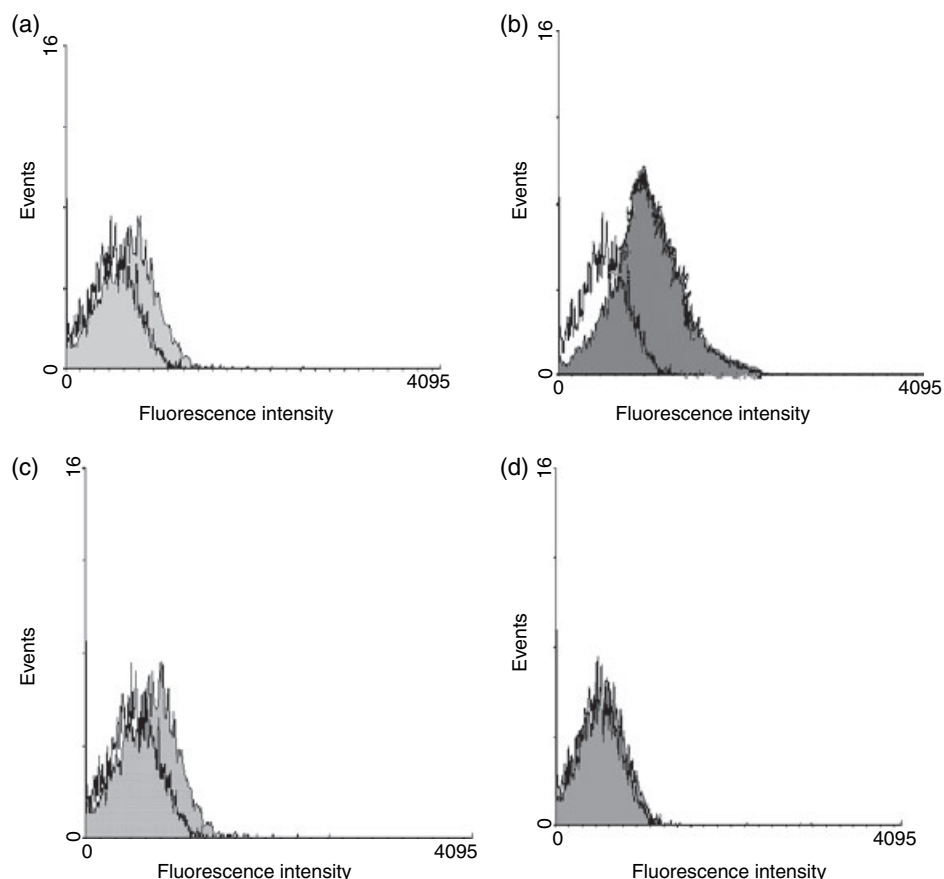 (a)
16
Events
0
0
4095
Fluorescence intensity
(b)
16
Events
0
0
4095
Fluorescence intensity
(c)
16
Events
0
0
4095
Fluorescence intensity
(d)
16
Events
0
0
4095
Fluorescence intensity